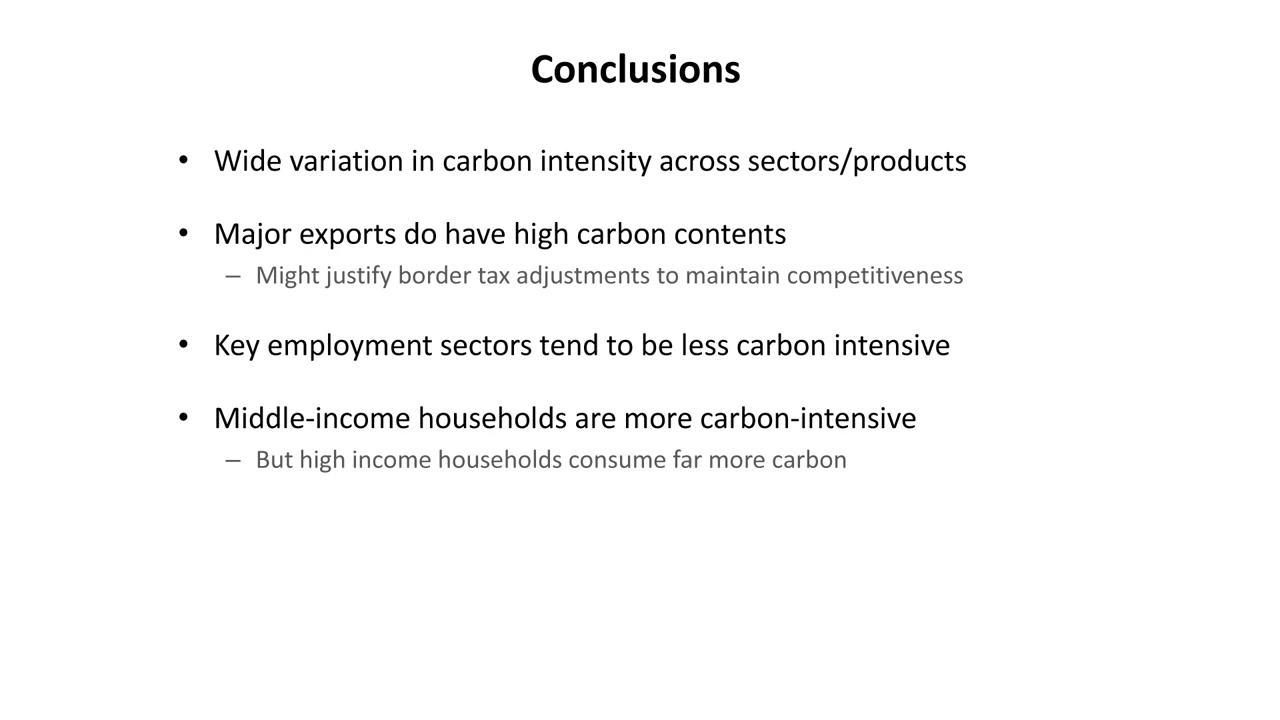 Conclusions
• Wide variation in carbon intensity across sectors/products
• Major exports do have high carbon contents
– Might justify border tax adjustments to maintain competitiveness
• Key employment sectors tend to be less carbon intensive
• Middle-income households are more carbon-intensive
– But high income households consume far more carbon